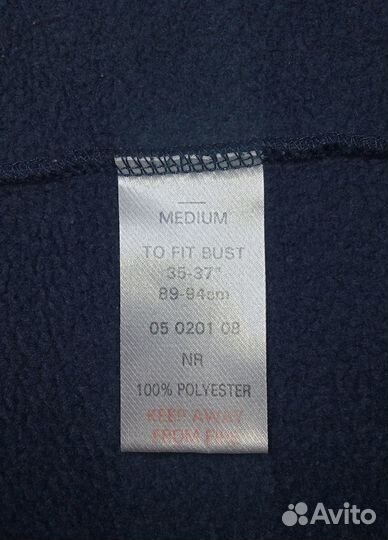 MEDIUM
TO FIT BUST
35-37"
89-94cm
05 0201 08
NR
100% POLYESTER
KEEP AWAY
FROM FIRE
Avito